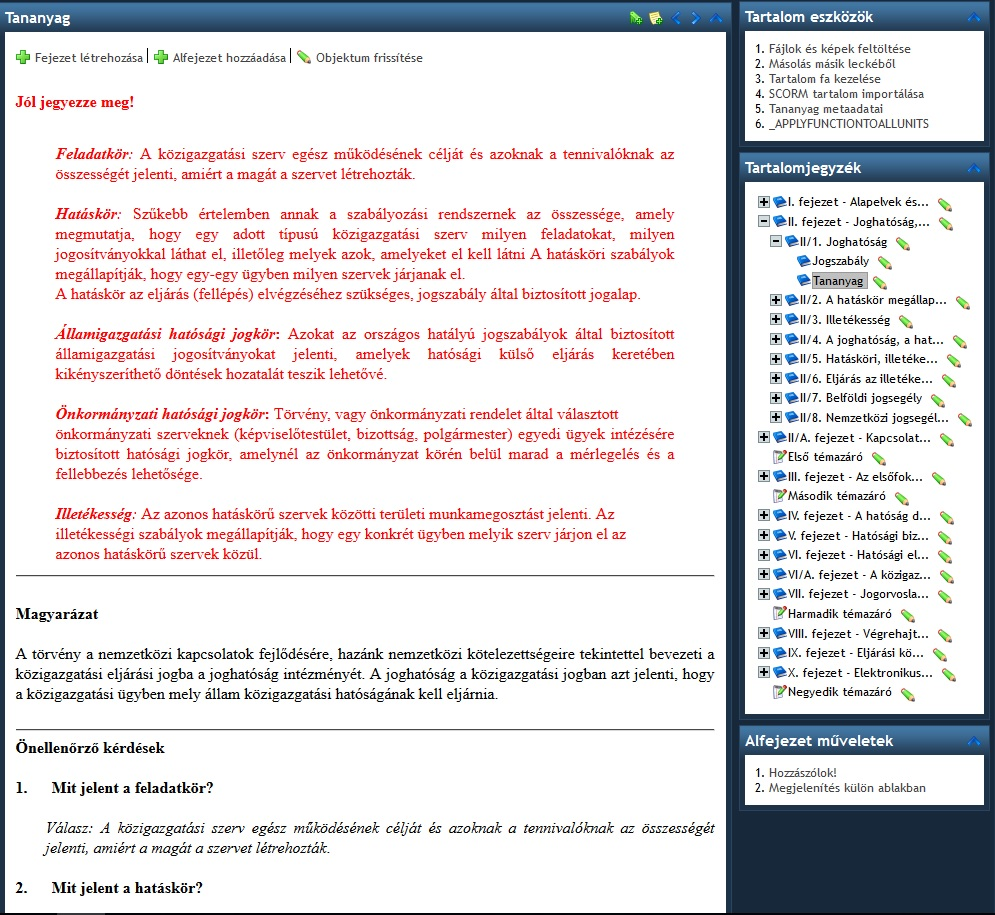 Tananyag
Fejezet létrehozása
Alfejezet hozzáadása
Objektum frissítése
Jól jegyezze meg!
Feladatkör: A közigazgatási szerv egész működésének célját és azoknak a tennivalóknak az
összességét jelenti, amiért a magát a szervet létrehozták.
Hatáskör: Szűkebb értelemben annak a szabályozási rendszernek az összessége, amely
megmutatja, hogy egy adott típusú közigazgatási szerv milyen feladatokat, milyen
jogosítványokkal láthat el, illetőleg melyek azok, amelyeket el kell látni A hatásköri szabályok
megállapítják, hogy egy-egy ügyben milyen szervek járjanak el.
A hatáskör az eljárás (fellépés) elvégzéséhez szükséges, jogszabály által biztosított jogalap.
Államigazgatási hatósági jogkör: Azokat az országos hatályú jogszabályok által biztosított
államigazgatási jogosítványokat jelenti, amelyek hatósági külső eljárás keretében
kikényszeríthető döntések hozatalát teszik lehetővé.
Önkormányzati hatósági jogkör: Törvény, vagy önkormányzati rendelet által választott
önkormányzati szerveknek (képviselőtestület, bizottság, polgármester) egyedi ügyek intézésére
biztosított hatósági jogkör, amelynél az önkormányzat körén belül marad a mérlegelés és a
fellebbezés lehetősége.
Illetékesség: Az azonos hatáskörű szervek közötti területi munkamegosztást jelenti. Az
illetékességi szabályok megállapítják, hogy egy konkrét ügyben melyik szerv járjon el az
azonos hatáskörű szervek közül.
Magyarázat
A törvény a nemzetközi kapcsolatok fejlődésére, hazánk nemzetközi kötelezettségeire tekintettel bevezeti a
közigazgatási eljárási jogba a joghatóság intézményét. A joghatóság a közigazgatási jogban azt jelenti, hogy
a közigazgatási ügyben mely állam közigazgatási hatóságának kell eljárnia.
Önellenőrző kérdések
1. Mit jelent a feladatkör?
Válasz: A közigazgatási szerv egész működésének célját és azoknak a tennivalóknak az összességét
jelenti, amiért a magát a szervet létrehozták.
2. Mit jelent a hatáskör?
Tartalom eszközök
1. Fájlok és képek feltöltése
2. Másolás másik leckéből
3. Tartalom fa kezelése
4. SCORM tartalom importálása
5. Tananyag metaadatai
6. _APPLYFUNCTIONTOALLUNITS
Tartalomjegyzék
I. fejezet - Alapelvek és...
II. fejezet - Joghatóság,...
II/1. Joghatóság
Jogszabály
Tananyag
II/2. A hatáskör megállap...
II/3. Illetékesség
II/4. A joghatóság, a hat...
II/5. Hatásköri, illetéke...
II/6. Eljárás az illetéke...
II/7. Belföldi jogsegély
II/8. Nemzetközi jogsegél...
II/A. fejezet - Kapcsolat...
Első témazáró
III. fejezet - Az elsőfok...
Második témazáró
IV. fejezet - A hatóság d...
V. fejezet - Hatósági biz...
VI. fejezet - Hatósági el...
VI/A. fejezet - A közigaz...
VII. fejezet - Jogorvosla...
Harmadik témazáró
VIII. fejezet - Végrehajt...
IX. fejezet - Eljárási kö...
X. fejezet - Elektronikus...
Negyedik témazáró
Alfejezet műveletek
1. Hozzászólok!
2. Megjelenítés külön ablakban